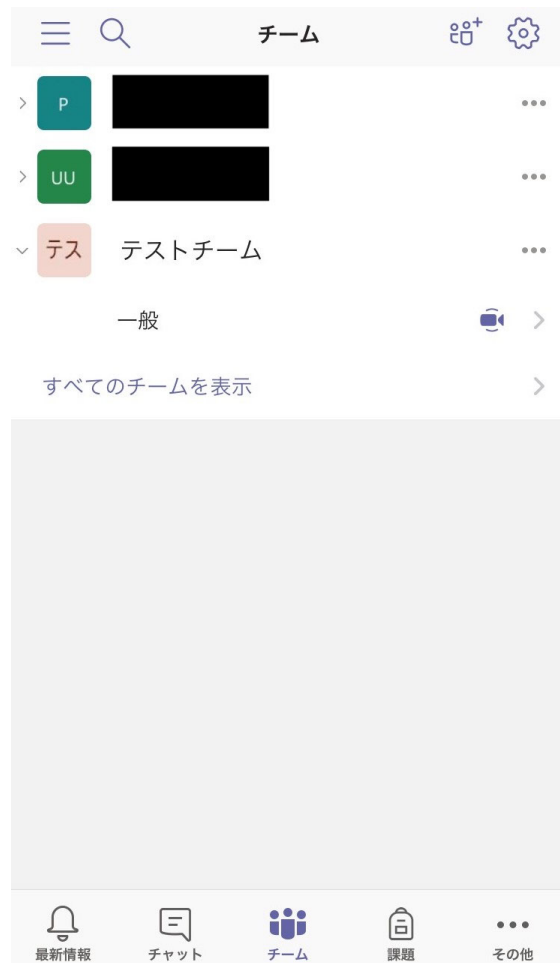 チーム
P
UU
テス テストチーム
一般
すべてのチームを表示
最新情報 チャット チーム 課題 その他